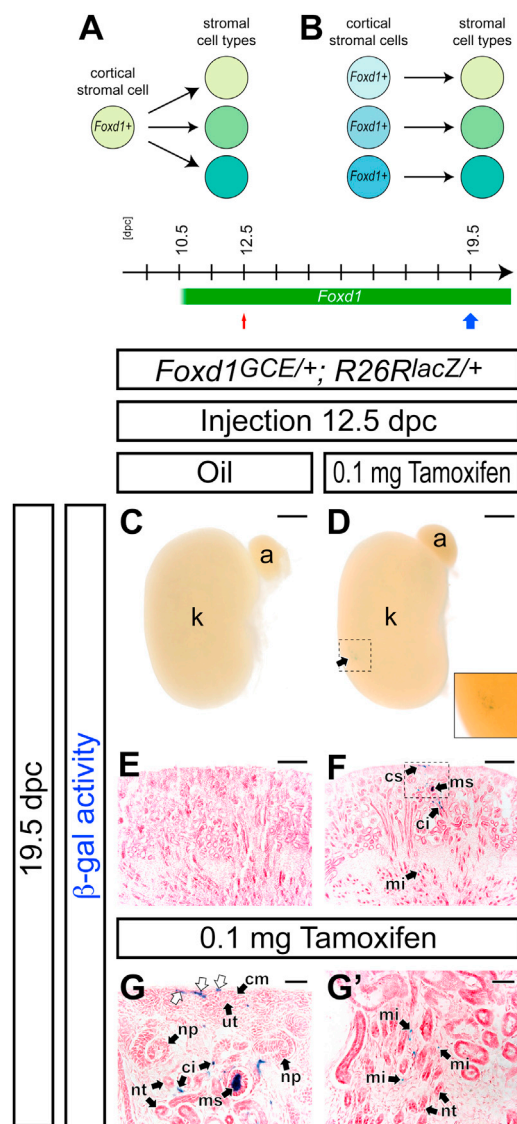 A
stromal
cell types
cortical
stromal cell
Foxd1+
B
cortical
stromal cells
stromal
cell types
Foxd1+
Foxd1+
Foxd1+
[dpc]
10.5
12.5
19.5
Foxd1
Foxd1GCE/+; R26RlacZ/+
Injection 12.5 dpc
Oil
0.1 mg Tamoxifen
19.5 dpc
β-gal activity
C
a
k
D
a
k
E
F
cs
ms
ci
mi
0.1 mg Tamoxifen
G
cm
ut
np
ci
np
nt
ms
G'
mi
mi
mi
nt